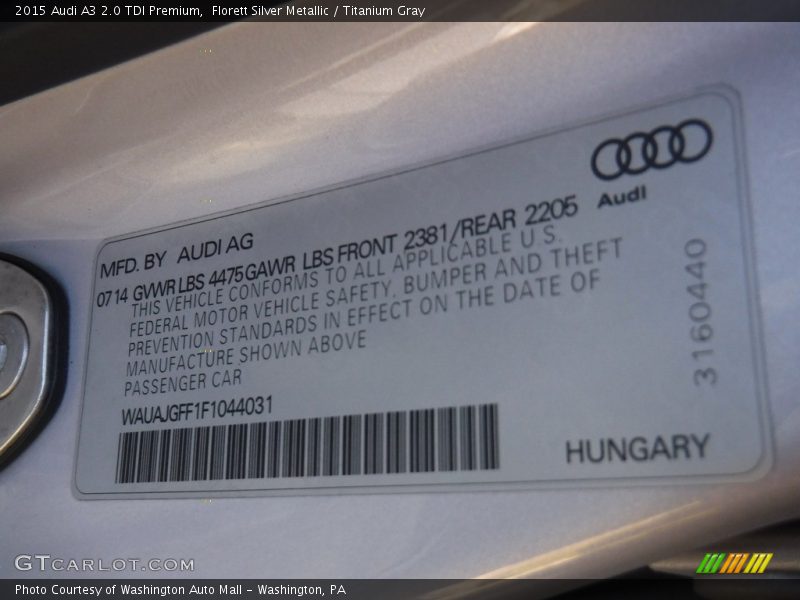 2015 Audi A3 2.0 TDI Premium,  Florett Silver Metallic / Titanium Gray
Audi
MFD. BY AUDI AG
0714 GWR LBS 4475 GAWR LBS FRONT 2381/REAR 2205
THIS VEHICLE CONFORMS TO ALL APPLICABLE U.S.
FEDERAL MOTOR VEHICLE SAFETY, BUMPER AND THEFT
PREVENTION STANDARDS IN EFFECT ON THE DATE OF
MANUFACTURE SHOWN ABOVE
PASSENGER CAR
WAUAJGFF1F1044031
3160440
HUNGARY
GTCARLOT.COM
Photo Courtesy of Washington Auto Mall - Washington, PA